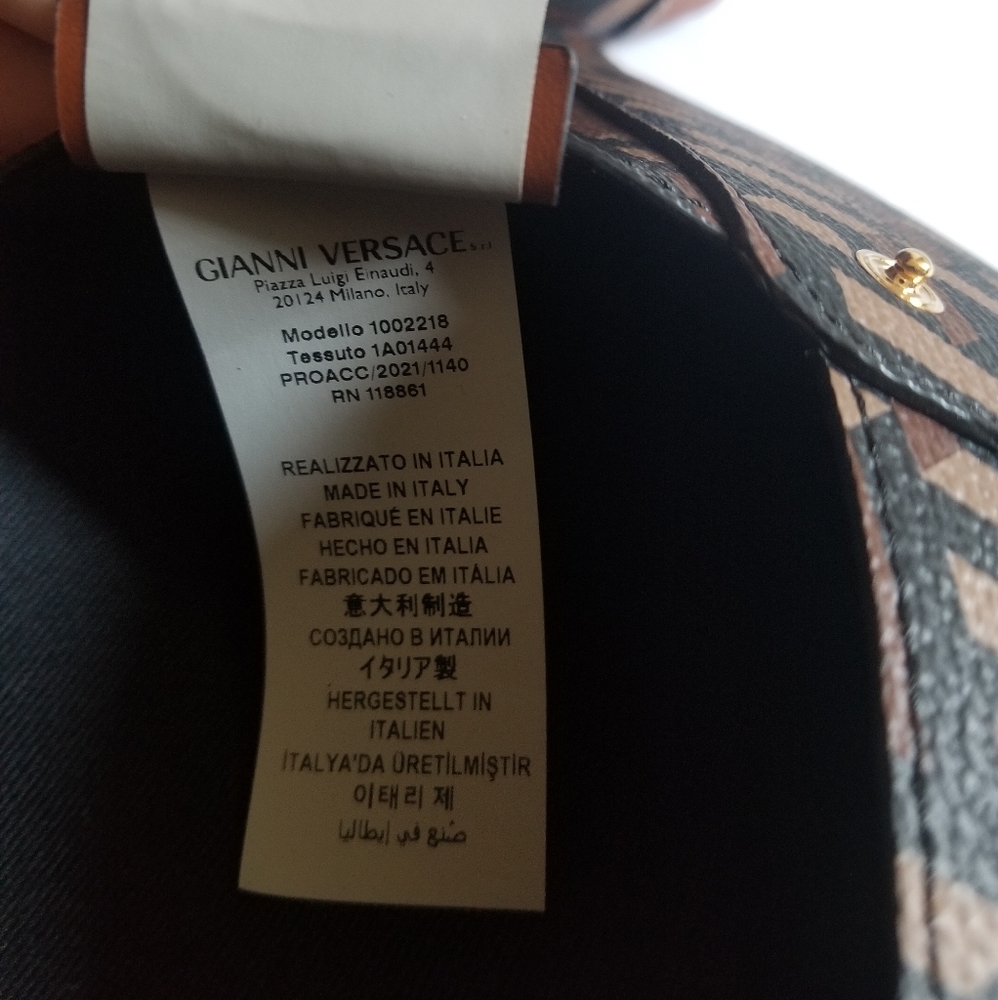 GIANNI VERSACE s.r.l
Piazza Luigi Einaudi, 4
20124 Milano, Italy
Modello 1002218
Tessuto 1A01444
PROACC/2021/1140
RN 118861
REALIZZATO IN ITALIA
MADE IN ITALY
FABRIQUÉ EN ITALIE
HECHO EN ITALIA
FABRICADO EM ITÁLIA
意大利制造
СОЗДАНО В ИТАЛИИ
イタリア製
HERGESTELLT IN
ITALIEN
İTALYA'DA ÜRETİLMİŞTİR
이태리 제
صُنع في إيطاليا